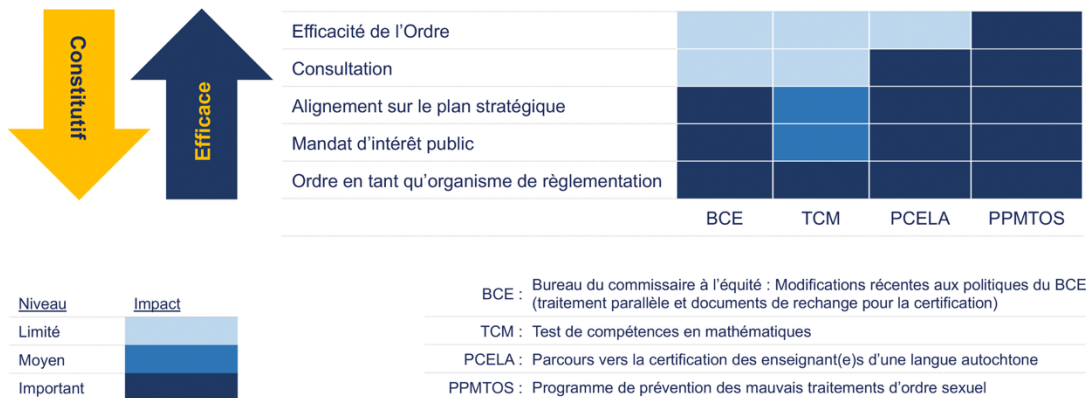 Constitutif
Efficace
Efficacité de l'Ordre
Consultation
Alignement sur le plan stratégique
Mandat d'intérêt public
Ordre en tant qu'organisme de règlementation
BCE TCM PCELA PPMTOS
Niveau Impact
Limité
Moyen
Important
BCE : Bureau du commissaire à l'équité : Modifications récentes aux politiques du BCE
(traitement parallèle et documents de rechange pour la certification)
TCM : Test de compétences en mathématiques
PCELA : Parcours vers la certification des enseignant(e)s d'une langue autochtone
PPMTOS : Programme de prévention des mauvais traitements d'ordre sexuel